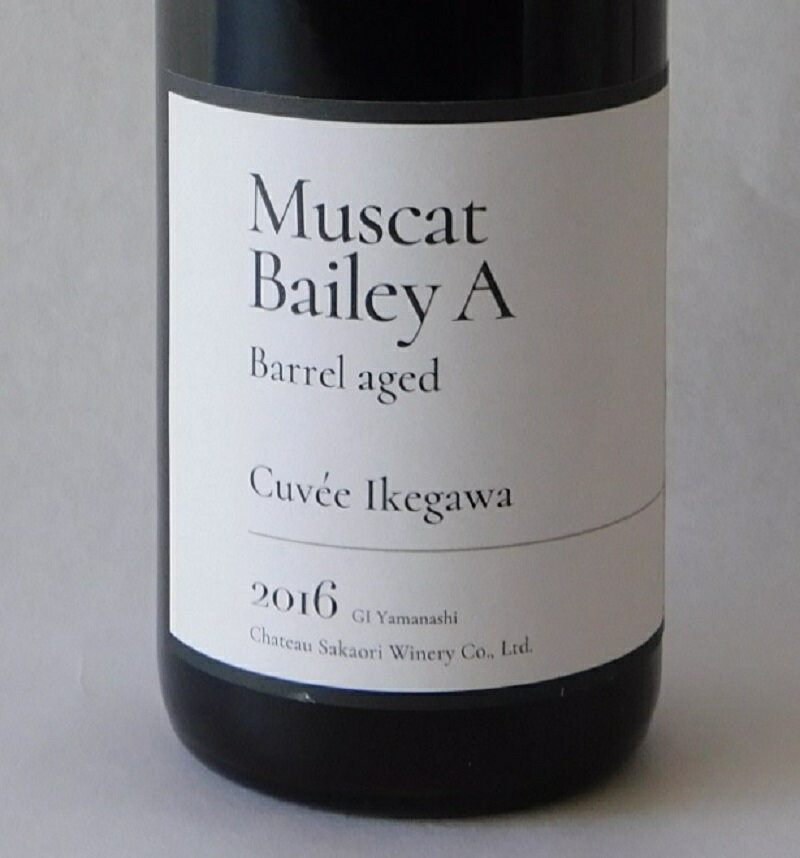 Muscat
Bailey A
Barrel aged
Cuvée Ikegawa
2016 GI Yamanashi
Chateau Sakaori Winery Co., Ltd.